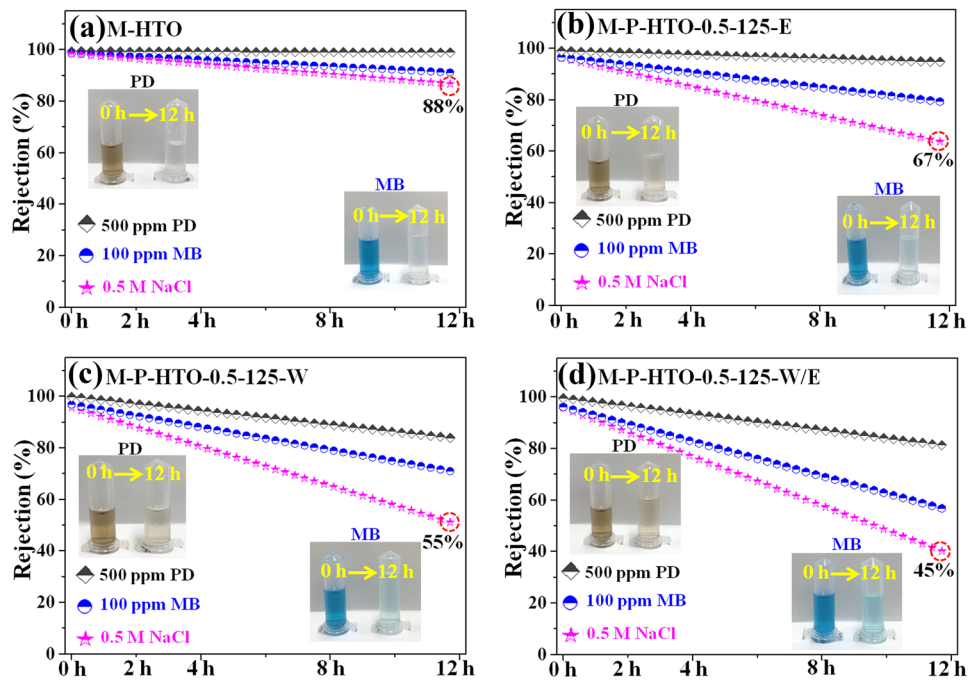 (a) M-HTO
Rejection (%)
100
80
60
40
20
0
PD
0 h → 12 h
88%
MB
0 h → 12 h
500 ppm PD
100 ppm MB
0.5 M NaCl
0 h 2 h 4 h 8 h 12 h
(b) M-P-HTO-0.5-125-E
Rejection (%)
100
80
60
40
20
0
PD
0 h → 12 h
67%
MB
0 h → 12 h
500 ppm PD
100 ppm MB
0.5 M NaCl
0 h 2 h 4 h 8 h 12 h
(c) M-P-HTO-0.5-125-W
Rejection (%)
100
80
60
40
20
0
PD
0 h → 12 h
55%
MB
0 h → 12 h
500 ppm PD
100 ppm MB
0.5 M NaCl
0 h 2 h 4 h 8 h 12 h
(d) M-P-HTO-0.5-125-W/E
Rejection (%)
100
80
60
40
20
0
PD
0 h → 12 h
45%
MB
0 h → 12 h
500 ppm PD
100 ppm MB
0.5 M NaCl
0 h 2 h 4 h 8 h 12 h